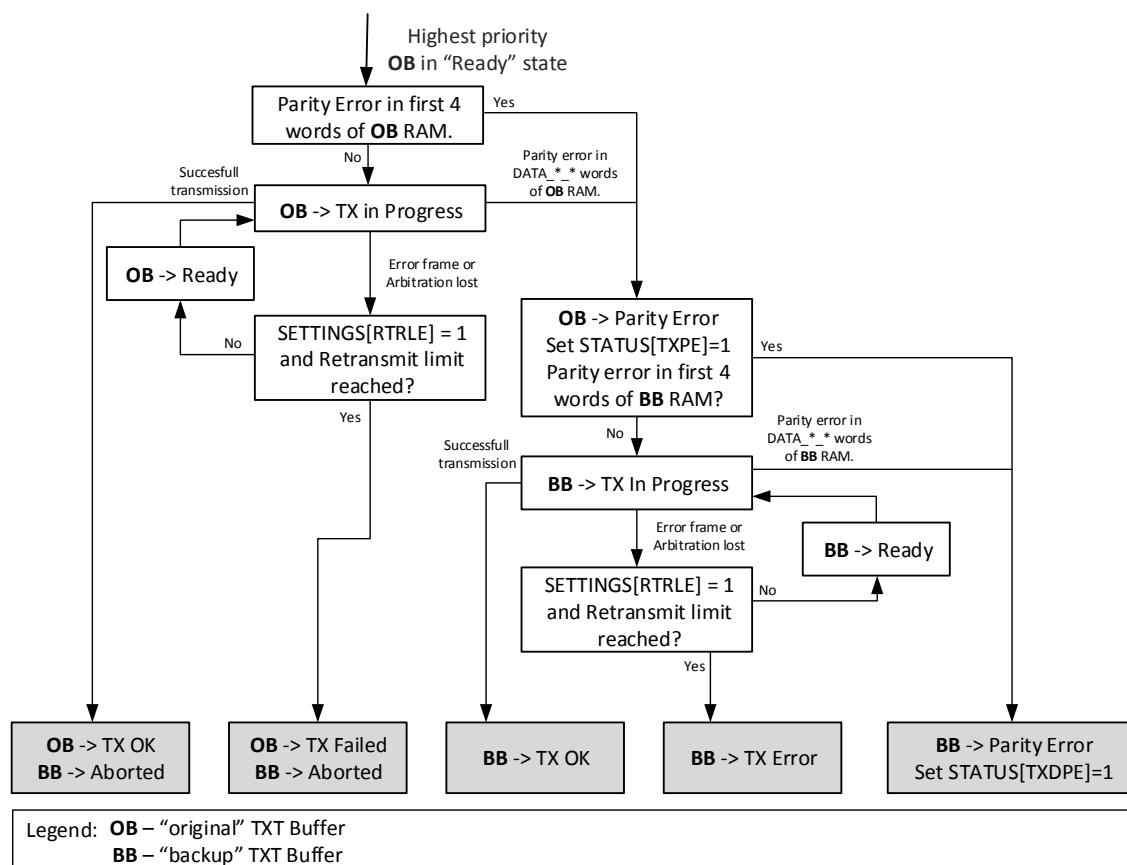 Highest priority
OB in “Ready” state
Parity Error in first 4
words of OB RAM.
Yes
No
Succesfull
transmission
Parity error in
DATA_*_* words
of OB RAM.
OB -> TX in Progress
OB -> Ready
Error frame or
Arbitration lost
SETTINGS[RTRLE] = 1
and Retransmit limit
reached?
No
Yes
OB -> Parity Error
Set STATUS[TXPE]=1
Parity error in first 4
words of BB RAM?
Yes
No
Successfull
transmission
Parity error in
DATA_*_* words
of BB RAM.
BB -> TX In Progress
Error frame or
Arbitration lost
BB -> Ready
SETTINGS[RTRLE] = 1
and Retransmit limit
reached?
No
Yes
OB -> TX OK
BB -> Aborted
OB -> TX Failed
BB -> Aborted
BB -> TX OK
BB -> TX Error
BB -> Parity Error
Set STATUS[TXDPE]=1
Legend: OB – “original” TXT Buffer
BB – “backup” TXT Buffer